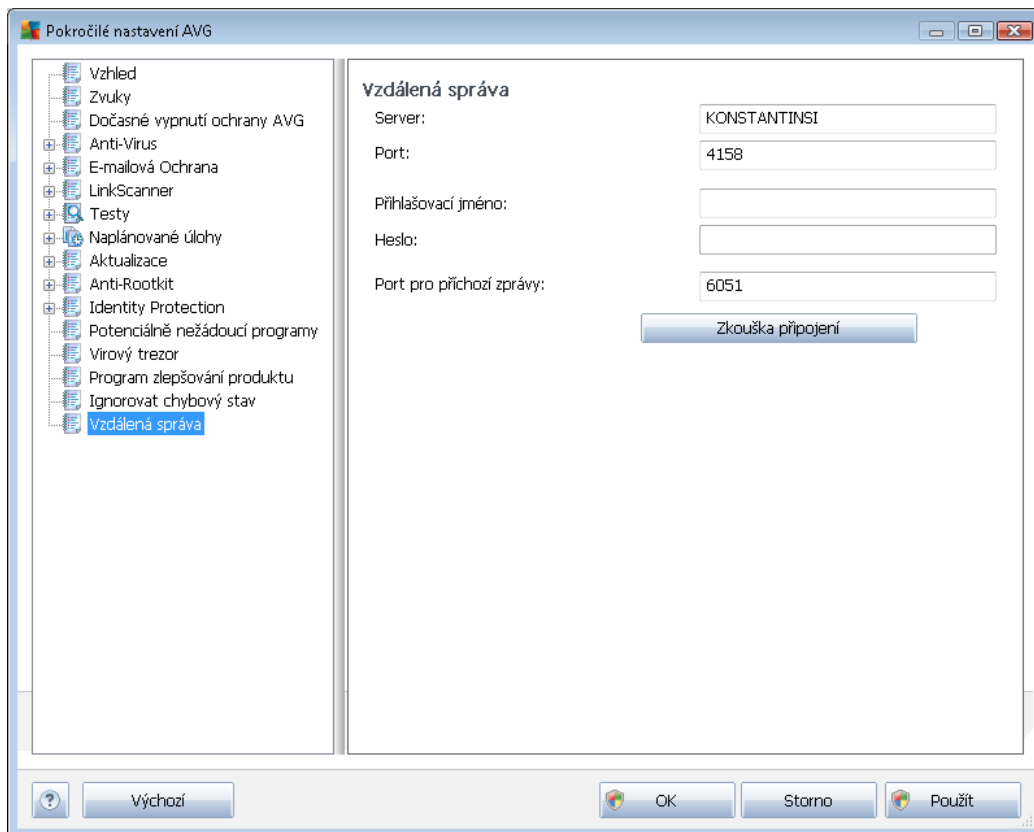 Pokročilé nastavení AVG
Vzhled
Zvuky
Dočasné vypnutí ochrany AVG
Anti-Virus
E-mailová Ochrana
LinkScanner
Testy
Naplánované úlohy
Aktualizace
Anti-Rootkit
Identity Protection
Potenciálně nežádoucí programy
Virový trezor
Program zlepšování produktu
Ignorovat chybový stav
Vzdálená správa
Vzdálená správa
Server: KONSTANTINSI
Port: 4158
Přihlašovací jméno:
Heslo:
Port pro příchozí zprávy: 6051
Zkouška připojení
? Výchozí OK Storno Použít